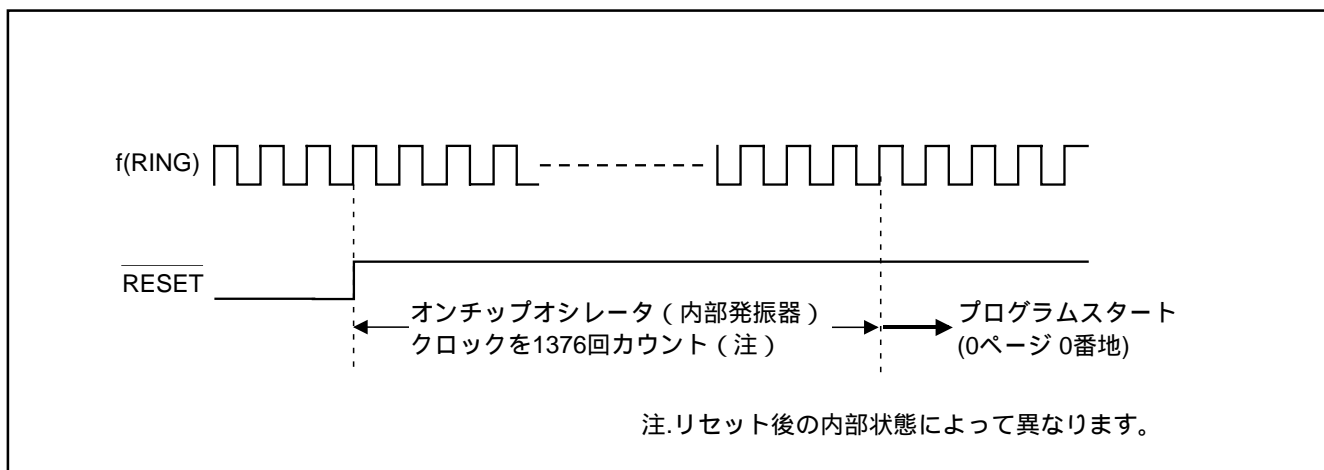 f(RING)
RESET
オンチップオシレータ（内部発振器）
クロックを1376回カウント（注）
プログラムスタート
(0ページ 0番地)
注.リセット後の内部状態によって異なります。